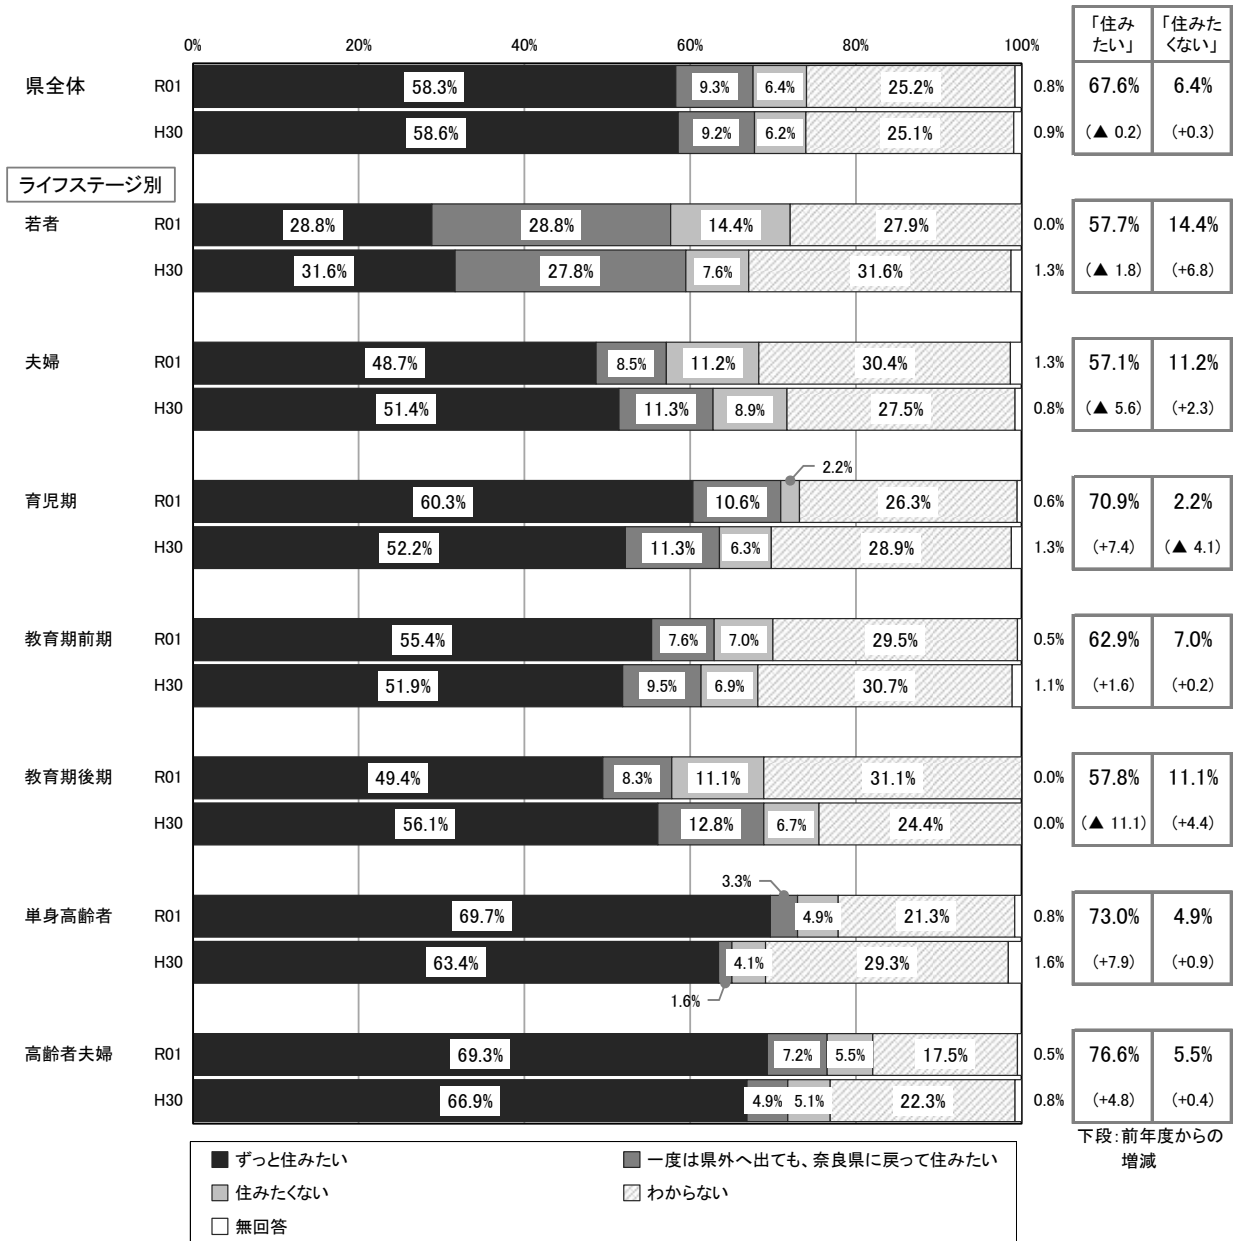 「住み
たい」
「住みた
くない」
0% 20% 40% 60% 80% 100%
県全体 R01 58.3% 9.3% 6.4% 25.2% 0.8% 67.6% 6.4%
H30 58.6% 9.2% 6.2% 25.1% 0.9% (▲ 0.2) (+0.3)
ライフステージ別
若者 R01 28.8% 28.8% 14.4% 27.9% 0.0% 57.7% 14.4%
H30 31.6% 27.8% 7.6% 31.6% 1.3% (▲ 1.8) (+6.8)
夫婦 R01 48.7% 8.5% 11.2% 30.4% 1.3% 57.1% 11.2%
H30 51.4% 11.3% 8.9% 27.5% 0.8% (▲ 5.6) (+2.3)
2.2%
育児期 R01 60.3% 10.6% 26.3% 0.6% 70.9% 2.2%
H30 52.2% 11.3% 6.3% 28.9% 1.3% (+7.4) (▲ 4.1)
教育期前期 R01 55.4% 7.6% 7.0% 29.5% 0.5% 62.9% 7.0%
H30 51.9% 9.5% 6.9% 30.7% 1.1% (+1.6) (+0.2)
教育期後期 R01 49.4% 8.3% 11.1% 31.1% 0.0% 57.8% 11.1%
H30 56.1% 12.8% 6.7% 24.4% 0.0% (▲ 11.1) (+4.4)
3.3%
単身高齢者 R01 69.7% 4.9% 21.3% 0.8% 73.0% 4.9%
H30 63.4% 4.1% 29.3% 1.6% (+7.9) (+0.9)
1.6%
高齢者夫婦 R01 69.3% 7.2% 5.5% 17.5% 0.5% 76.6% 5.5%
H30 66.9% 4.9% 5.1% 22.3% 0.8% (+4.8) (+0.4)
下段：前年度からの
増減
ずっと住みたい 一度は県外へ出ても、奈良県に戻って住みたい
住みたくない わからない
無回答